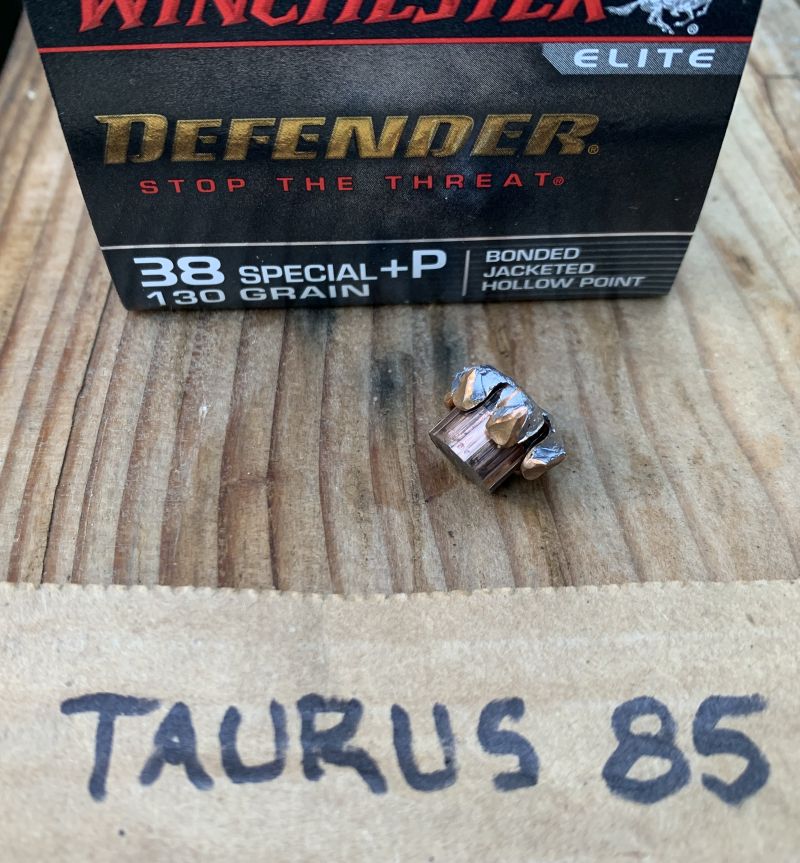 WINCHESTER
ELITE
DEFENDER®
STOP THE THREAT®
38 SPECIAL +P
130 GRAIN
BONDED
JACKETED
HOLLOW POINT
TAURUS 85